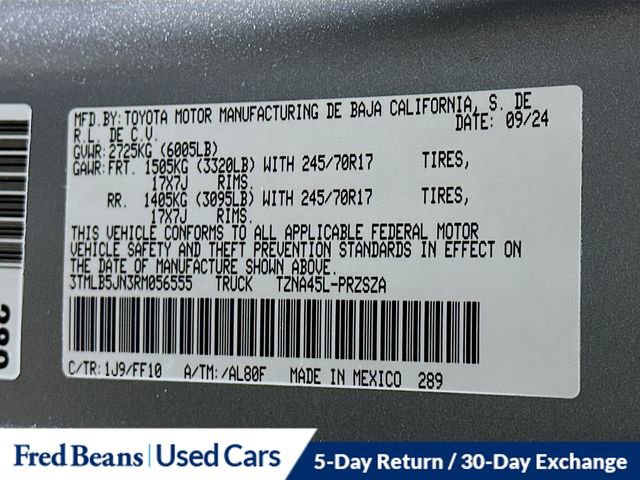 MFD.BY:TOYOTA MOTOR MANUFACTURING DE BAJA CALIFORNIA, S. DE
R.L. DE C.V. DATE: 09/24
GVWR:2725KG (6005LB)
GAWR:FRT. 1505KG (3320LB) WITH 245/70R17 TIRES,
17X7J RIMS.
RR. 1405KG (3095LB) WITH 245/70R17 TIRES,
17X7J RIMS.
THIS VEHICLE CONFORMS TO ALL APPLICABLE FEDERAL MOTOR
VEHICLE SAFETY AND THEFT PREVENTION STANDARDS IN EFFECT ON
THE DATE OF MANUFACTURE SHOWN ABOVE.
3TMLB5JN3RM056555 TRUCK TZNA45L-PRZSZA
C/TR:1J9/FF10 A/TM:/AL80F MADE IN MEXICO 289
Fred Beans | Used Cars 5-Day Return / 30-Day Exchange